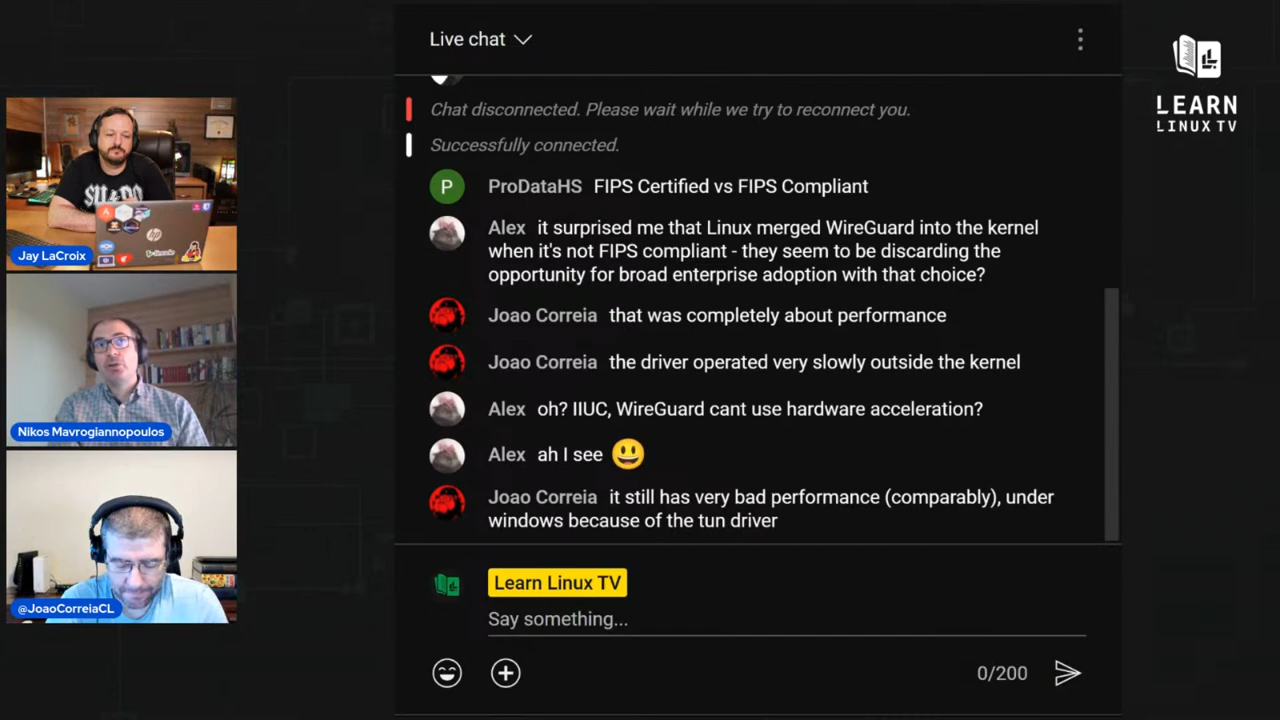 Live chat
Chat disconnected. Please wait while we try to reconnect you.
Successfully connected.
P ProDataHS FIPS Certified vs FIPS Compliant
Alex it surprised me that Linux merged WireGuard into the kernel
when it's not FIPS compliant - they seem to be discarding the
opportunity for broad enterprise adoption with that choice?
Joao Correia that was completely about performance
Joao Correia the driver operated very slowly outside the kernel
Alex oh? IIUC, WireGuard cant use hardware acceleration?
Alex ah I see 😃
Joao Correia it still has very bad performance (comparably), under
windows because of the tun driver
Learn Linux TV
Say something...
0/200
LEARN
LINUX TV
Jay LaCroix
hp
Nikos Mavrogiannopoulos
@JoaoCorreiaCL